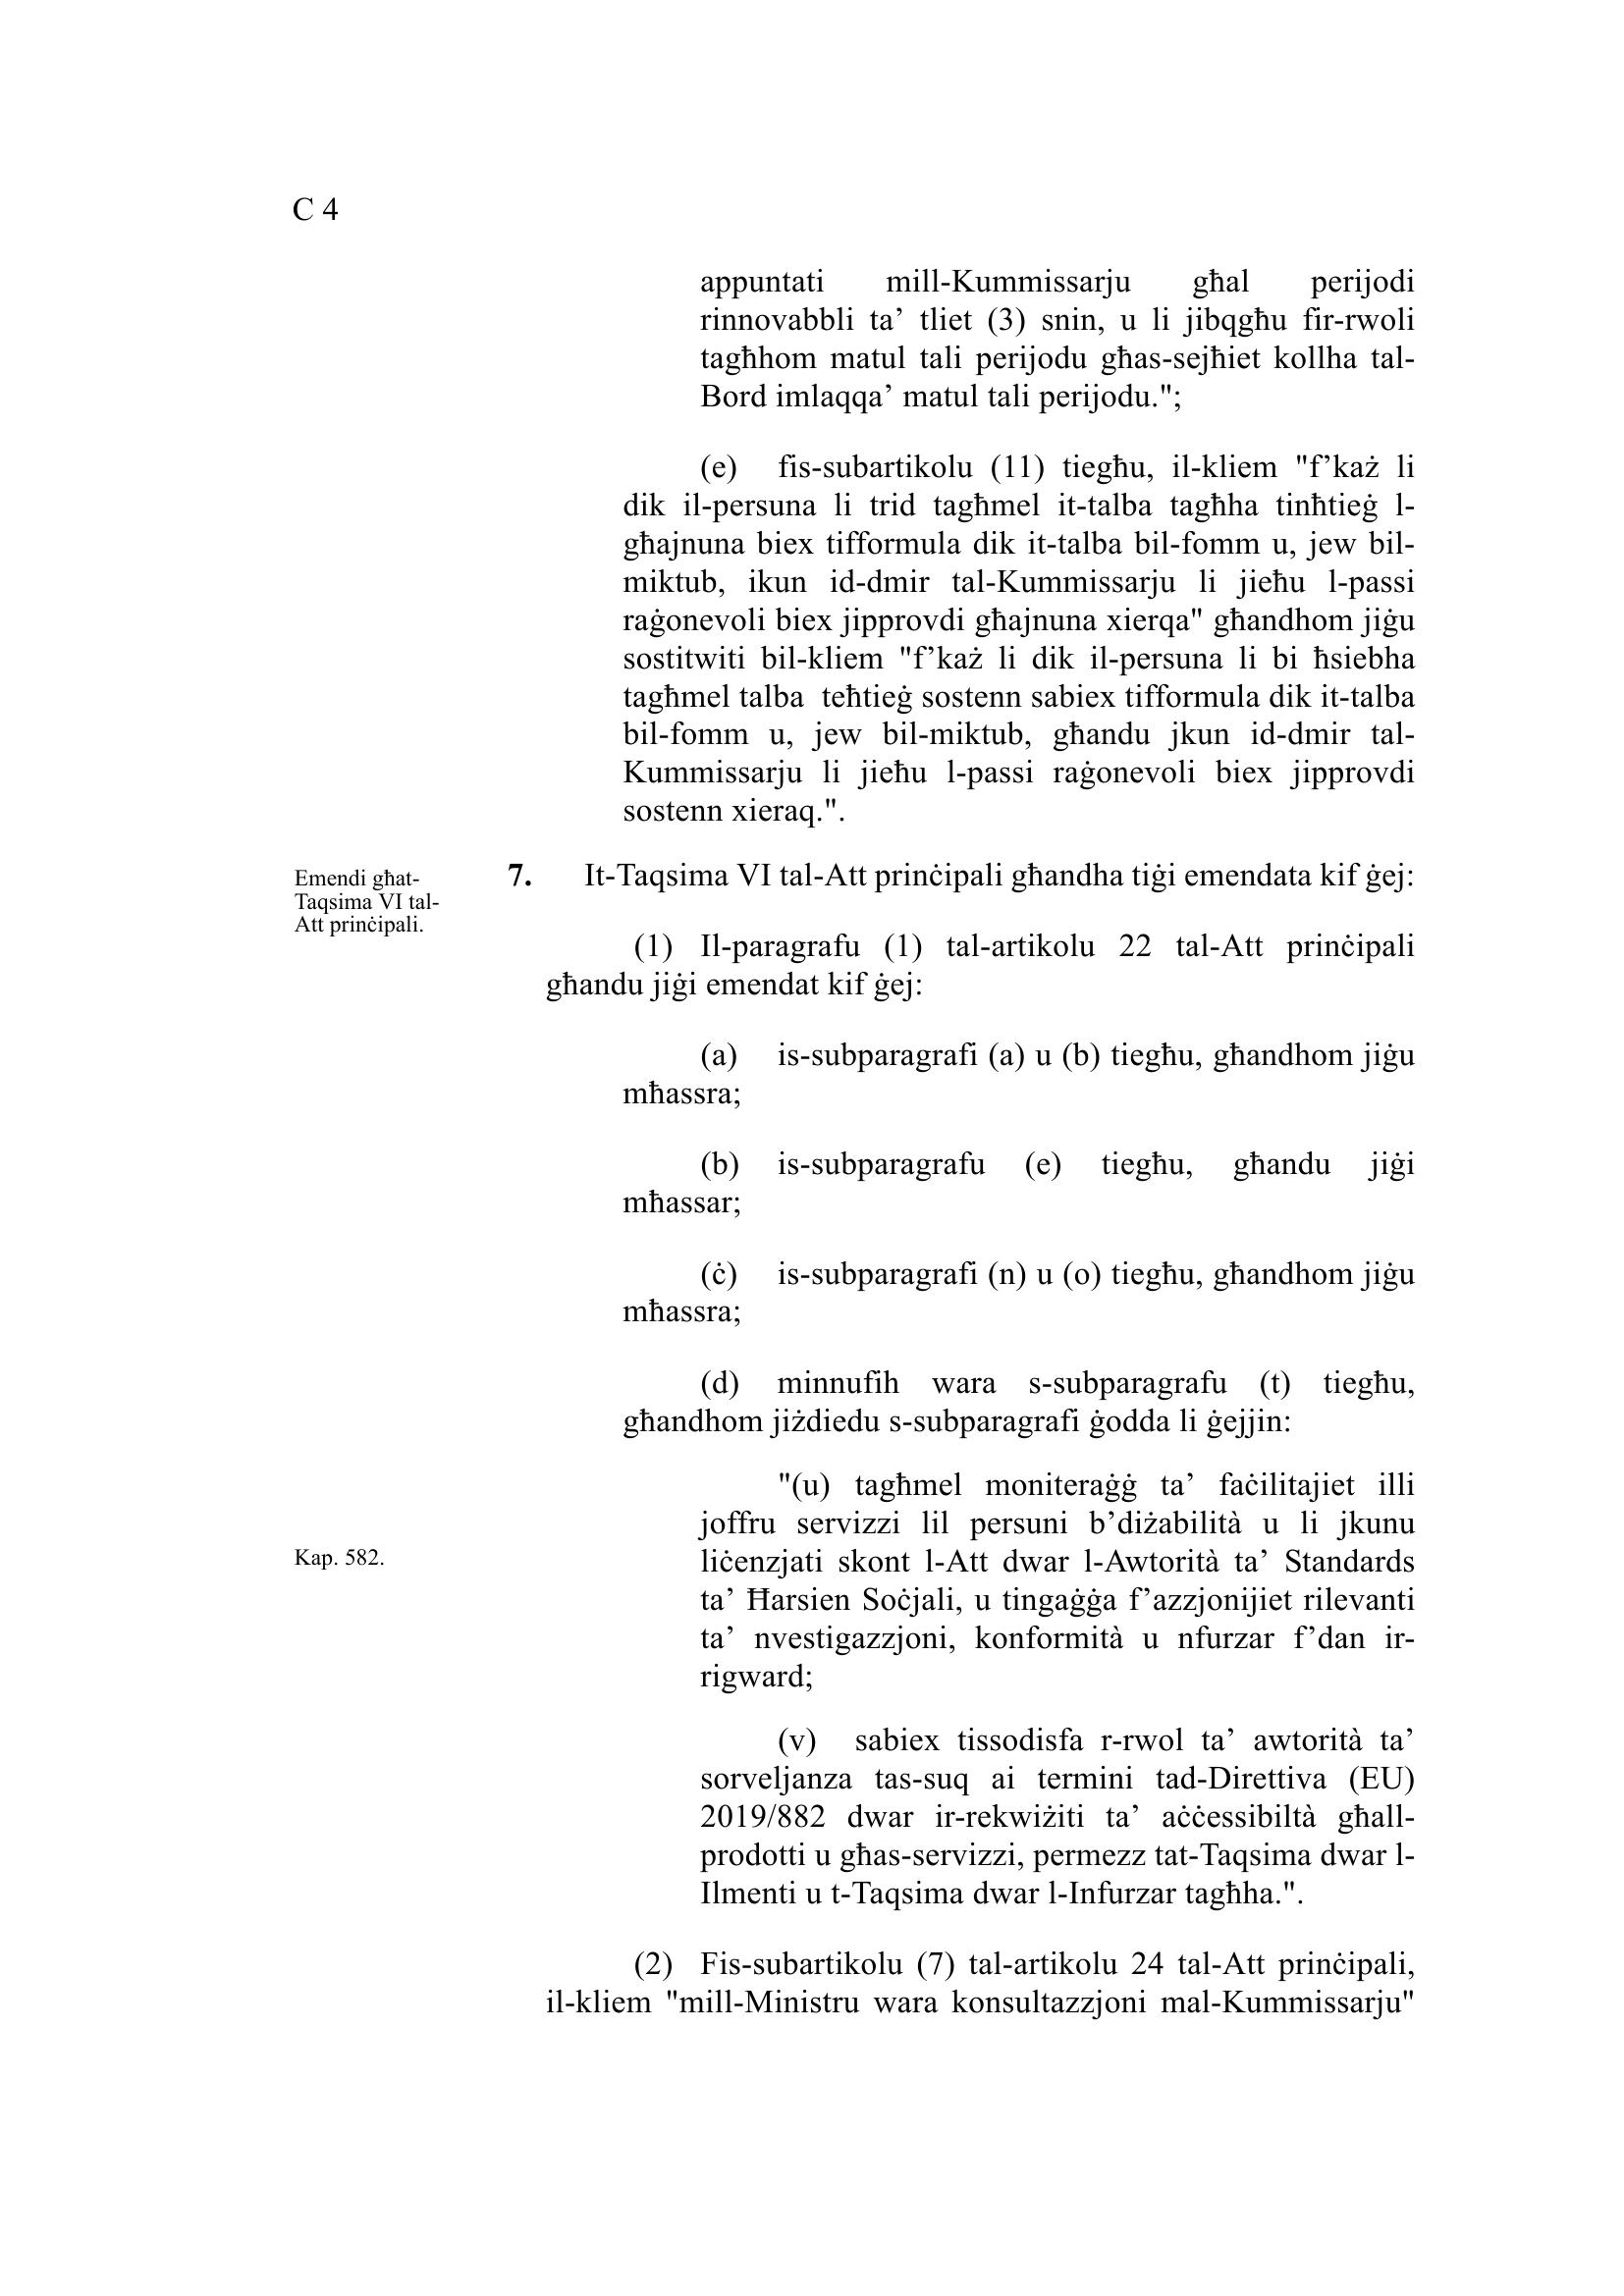 C 4
appuntati mill-Kummissarju għal perijodi
rinnovabbli ta’ tliet (3) snin, u li jibqgħu fir-rwoli
tagħhom matul tali perijodu għas-sejħiet kollha tal-
Bord imlaqqa’ matul tali perijodu.";
(e) fis-subartikolu (11) tiegħu, il-kliem "f’każ li
dik il-persuna li trid tagħmel it-talba tagħha tinħtieġ l-
għajnuna biex tifformula dik it-talba bil-fomm u, jew bil-
miktub, ikun id-dmir tal-Kummissarju li jieħu l-passi
raġonevoli biex jipprovdi għajnuna xierqa" għandhom jiġu
sostitwiti bil-kliem "f’każ li dik il-persuna li bi ħsiebha
tagħmel talba teħtieġ sostenn sabiex tifformula dik it-talba
bil-fomm u, jew bil-miktub, għandu jkun id-dmir tal-
Kummissarju li jieħu l-passi raġonevoli biex jipprovdi
sostenn xieraq.".
Emendi għat-
Taqsima VI tal-
Att prinċipali.
7. It-Taqsima VI tal-Att prinċipali għandha tiġi emendata kif ġej:
(1) Il-paragrafu (1) tal-artikolu 22 tal-Att prinċipali
għandu jiġi emendat kif ġej:
(a) is-subparagrafi (a) u (b) tiegħu, għandhom jiġu
mħassra;
(b) is-subparagrafu (e) tiegħu, għandu jiġi
mħassar;
(ċ) is-subparagrafi (n) u (o) tiegħu, għandhom jiġu
mħassra;
(d) minnufih wara s-subparagrafu (t) tiegħu,
għandhom jiżdiedu s-subparagrafi ġodda li ġejjin:
"(u) tagħmel moniteraġġ ta’ faċilitajiet illi
joffru servizzi lil persuni b’diżabilità u li jkunu
Kap. 582.
liċenzjati skont l-Att dwar l-Awtorità ta’ Standards
ta’ Ħarsien Soċjali, u tingaġġa f’azzjonijiet rilevanti
ta’ nvestigazzjoni, konformità u nfurzar f’dan ir-
rigward;
(v) sabiex tissodisfa r-rwol ta’ awtorità ta’
sorveljanza tas-suq ai termini tad-Direttiva (EU)
2019/882 dwar ir-rekwiżiti ta’ aċċessibiltà għall-
prodotti u għas-servizzi, permezz tat-Taqsima dwar l-
Ilmenti u t-Taqsima dwar l-Infurzar tagħha.".
(2) Fis-subartikolu (7) tal-artikolu 24 tal-Att prinċipali,
il-kliem "mill-Ministru wara konsultazzjoni mal-Kummissarju"